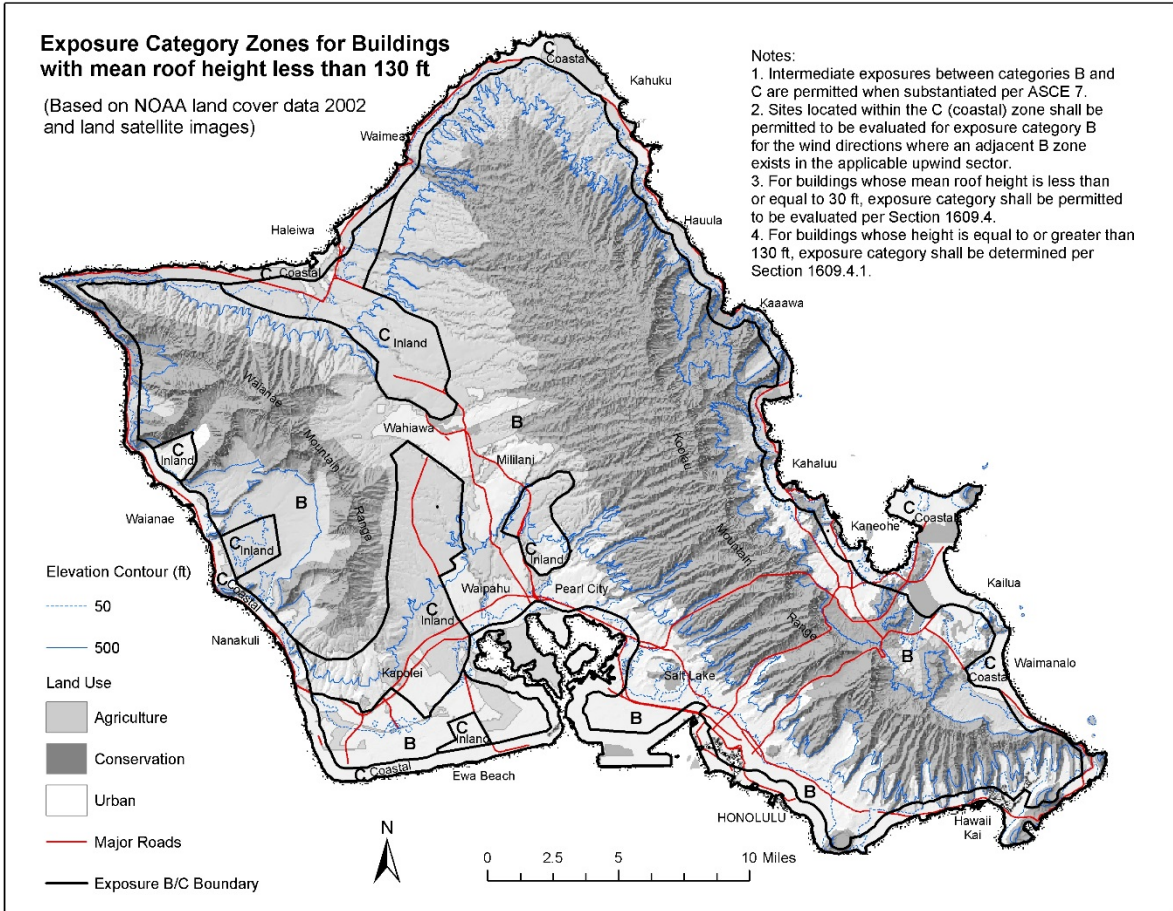 Exposure Category Zones for Buildings
with mean roof height less than 130 ft
(Based on NOAA land cover data 2002
and land satellite images)
Notes:
1. Intermediate exposures between categories B and
C are permitted when substantiated per ASCE 7.
2. Sites located within the C (coastal) zone shall be
permitted to be evaluated for exposure category B
for the wind directions where an adjacent B zone
exists in the applicable upwind sector.
3. For buildings whose mean roof height is less than
or equal to 30 ft, exposure category shall be permitted
to be evaluated per Section 1609.4.
4. For buildings whose height is equal to or greater than
130 ft, exposure category shall be determined per
Section 1609.4.1.
C
Coastal
Kahuku
Waimea
Hauula
Haleiwa
C Coastal
Kaaawa
C Inland
Waianae
Mountain
Range
Wahiawa
B
Mililani
Koolau
Mountain
Range
Kahaluu
C
Inland
B
Waianae
C Inland
C
Coastal
Kaneohe
C
Coastal
C
Inland
Kailua
Waipahu
Pearl City
C
Inland
Nanakuli
Kapolei
Salt Lake
B
C
Coastal
Waimanalo
B
C
Inland
B
C Coastal
Ewa Beach
B
HONOLULU
Hawaii
Kai
Elevation Contour (ft)
50
500
Land Use
Agriculture
Conservation
Urban
Major Roads
Exposure B/C Boundary
N
0 2.5 5 10 Miles